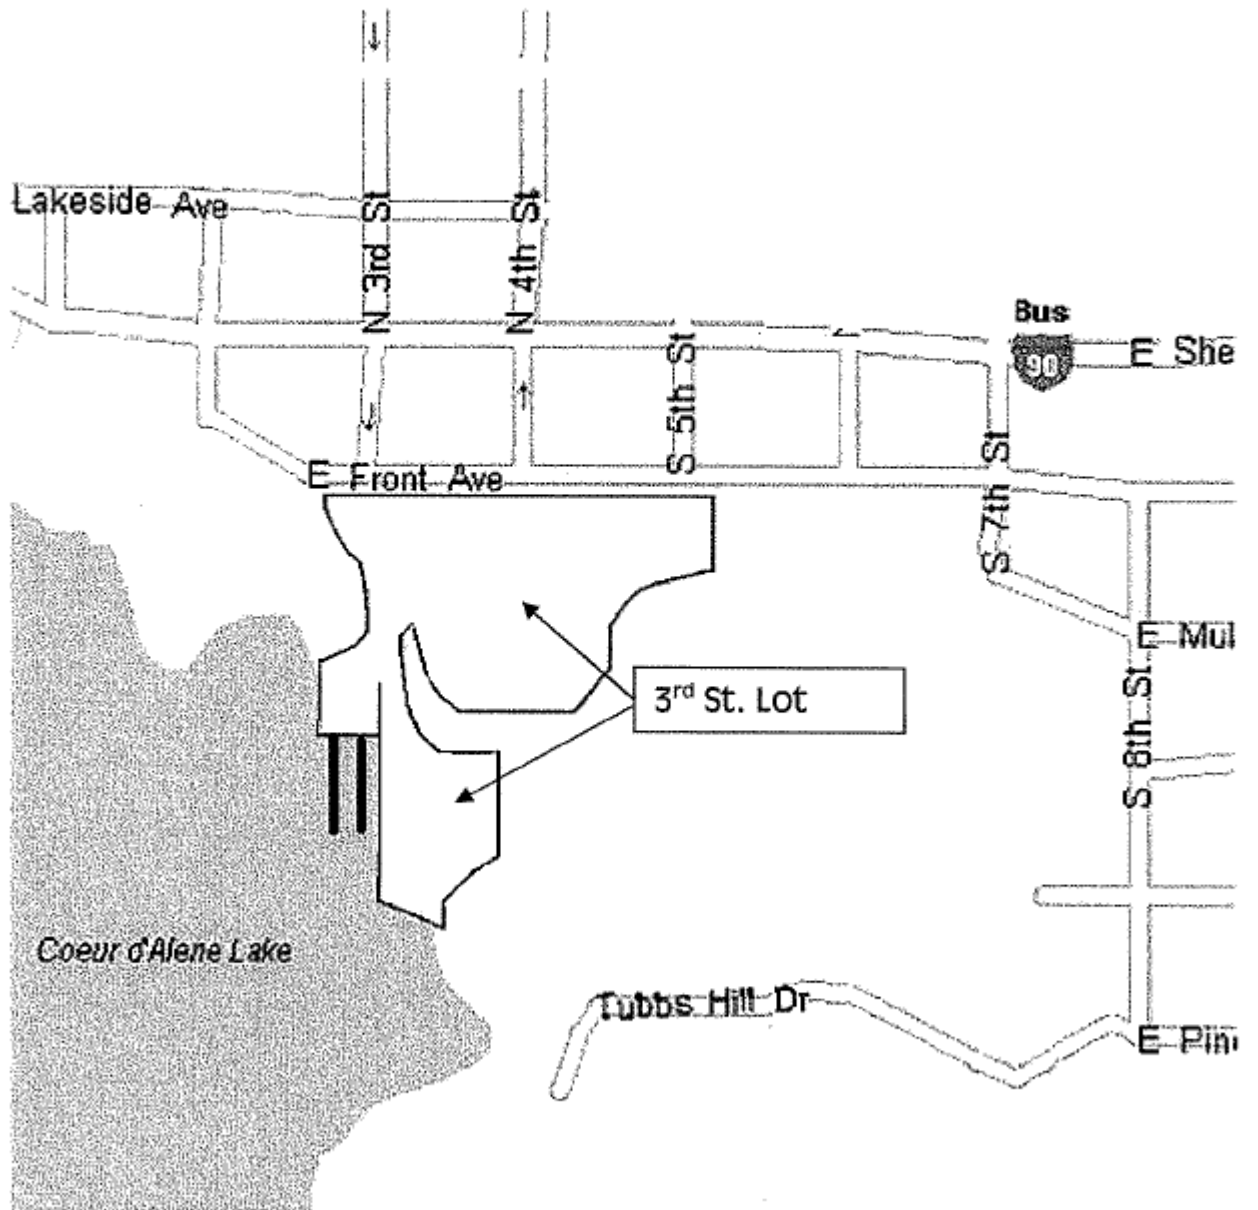 Lakeside Ave
N 3rd St
N 4th St
S 5th St
Bus
90
E She
E Front Ave
S 7th St
E Mul
3rd St. Lot
S 8th St
Coeur d'Alene Lake
Tubbs Hill Dr
E Pin